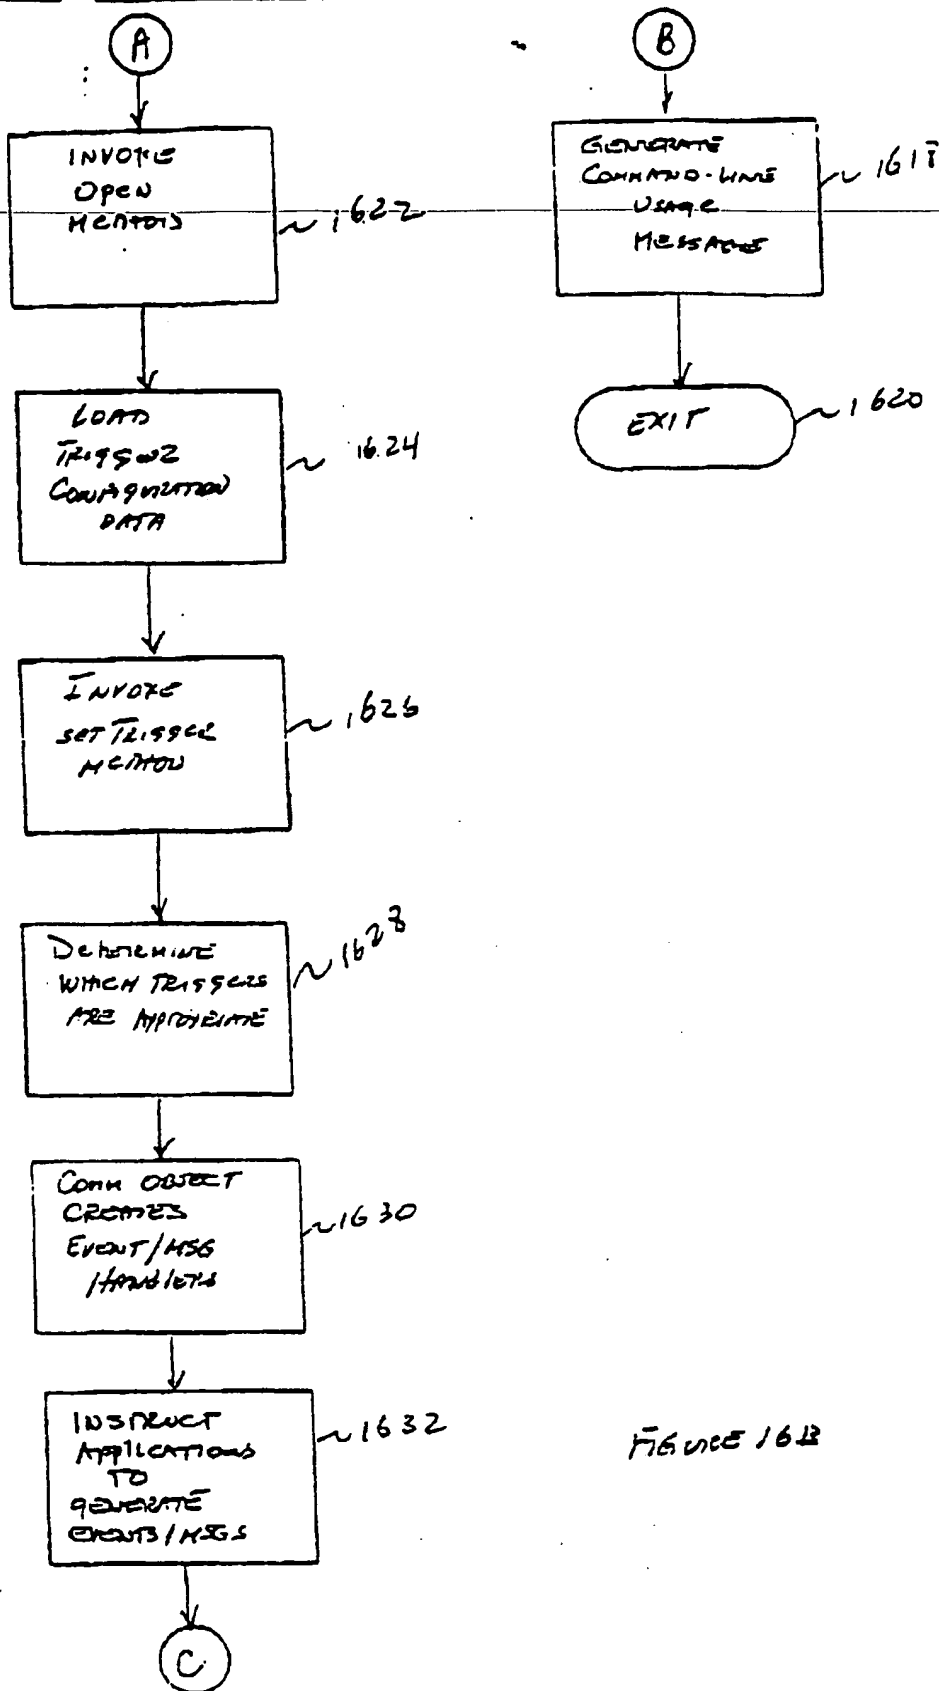 A
INVOKE
OPEN
METHOD
1622
LOAD
TRIGGER
CONFIGURATION
DATA
1624
INVOKE
SET TRIGGER
METHOD
1626
DETERMINE
WHICH TRIGGERS
ARE APPROPRIATE
1628
COMM OBJECT
CREATES
EVENT/MSG
HANDLERS
1630
INSTRUCT
APPLICATIONS
TO
GENERATE
EVENTS/MSGS
1632
C
B
GENERATE
COMMAND-LINE
USAGE
MESSAGE
1618
EXIT
1620
FIGURE 16B